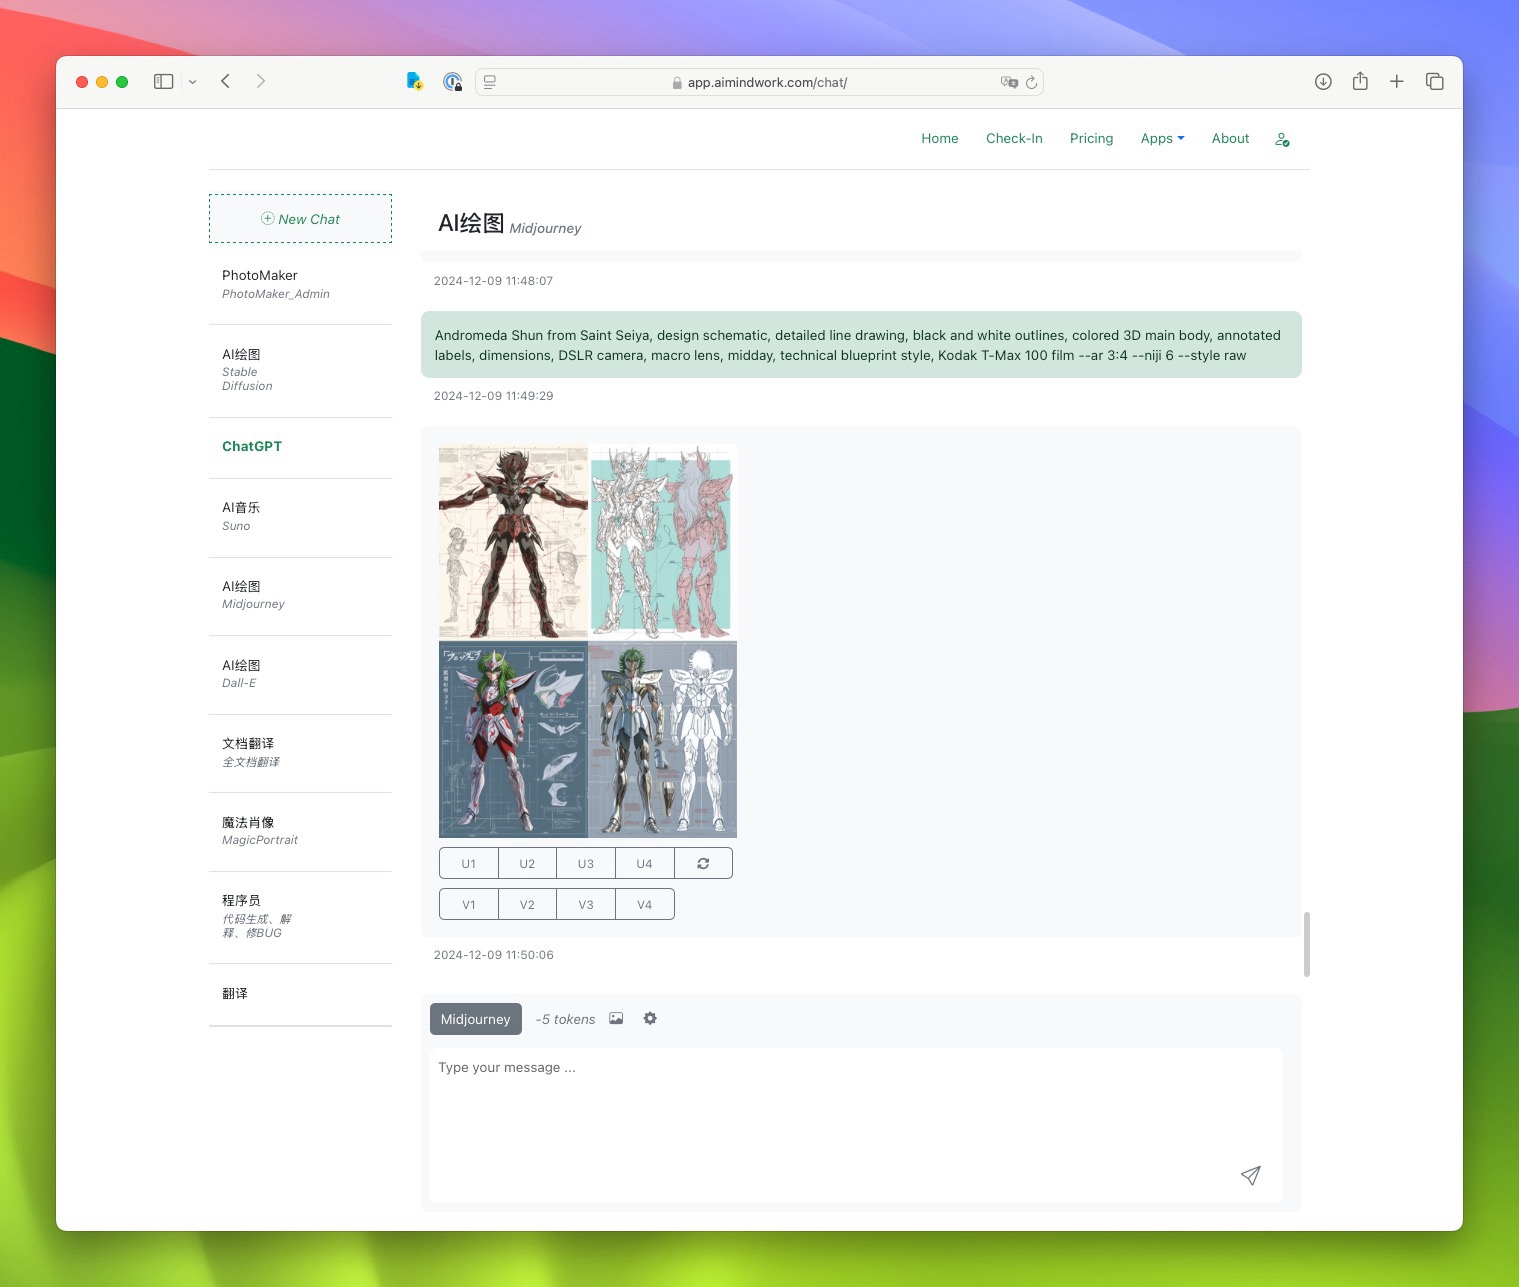 app.aimindwork.com/chat/
Home
Check-In
Pricing
Apps
About
New Chat
PhotoMaker
PhotoMaker_Admin
AI绘图
Stable
Diffusion
ChatGPT
AI音乐
Suno
AI绘图
Midjourney
AI绘图
Dall-E
文档翻译
全文档翻译
魔法肖像
MagicPortrait
程序员
代码生成、解
释、修BUG
翻译
AI绘图 Midjourney
2024-12-09 11:48:07
Andromeda Shun from Saint Seiya, design schematic, detailed line drawing, black and white outlines, colored 3D main body, annotated
labels, dimensions, DSLR camera, macro lens, midday, technical blueprint style, Kodak T-Max 100 film --ar 3:4 --niji 6 --style raw
2024-12-09 11:49:29
U1
U2
U3
U4
V1
V2
V3
V4
2024-12-09 11:50:06
Midjourney
-5 tokens
Type your message ...